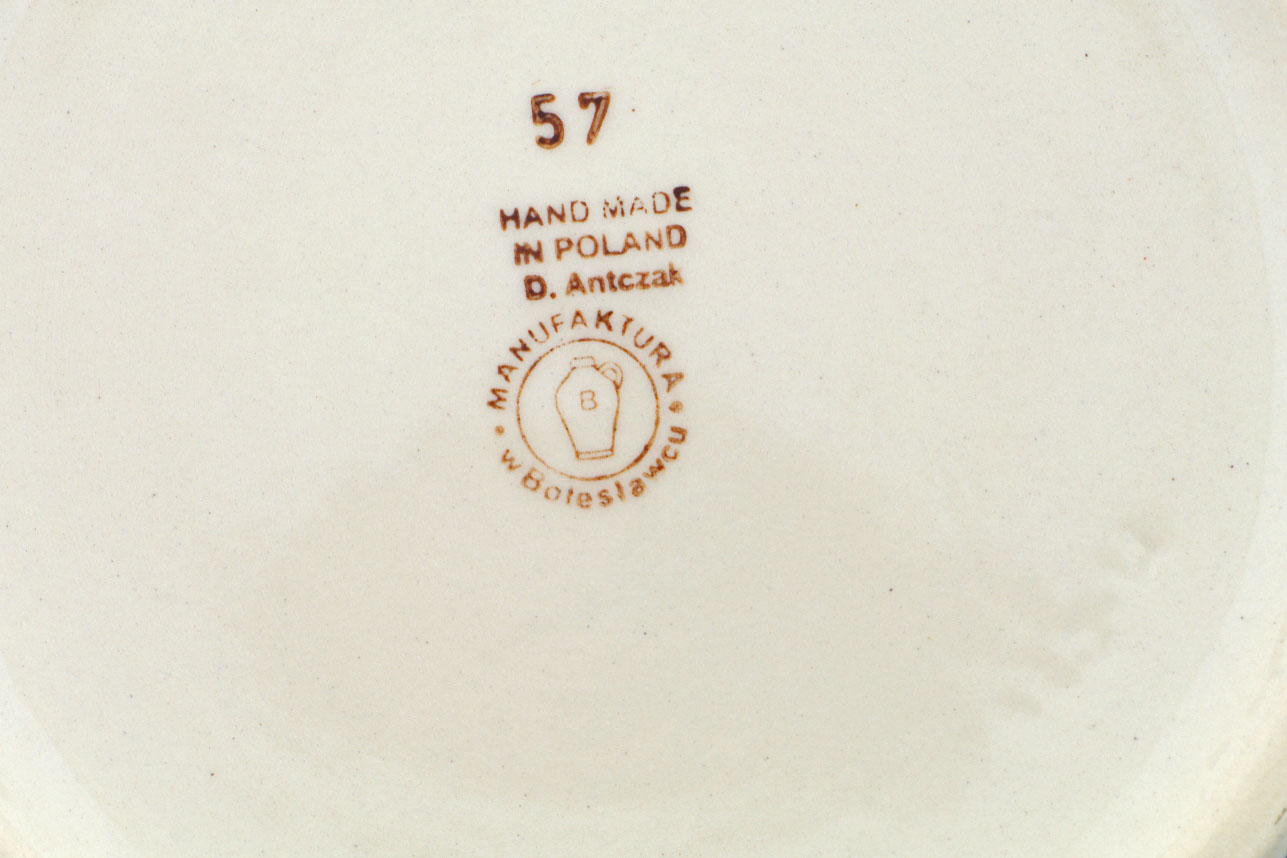 57
HAND MADE
IN POLAND
D. Antczak
MANUFAKTURA
w Bolesławcu
B